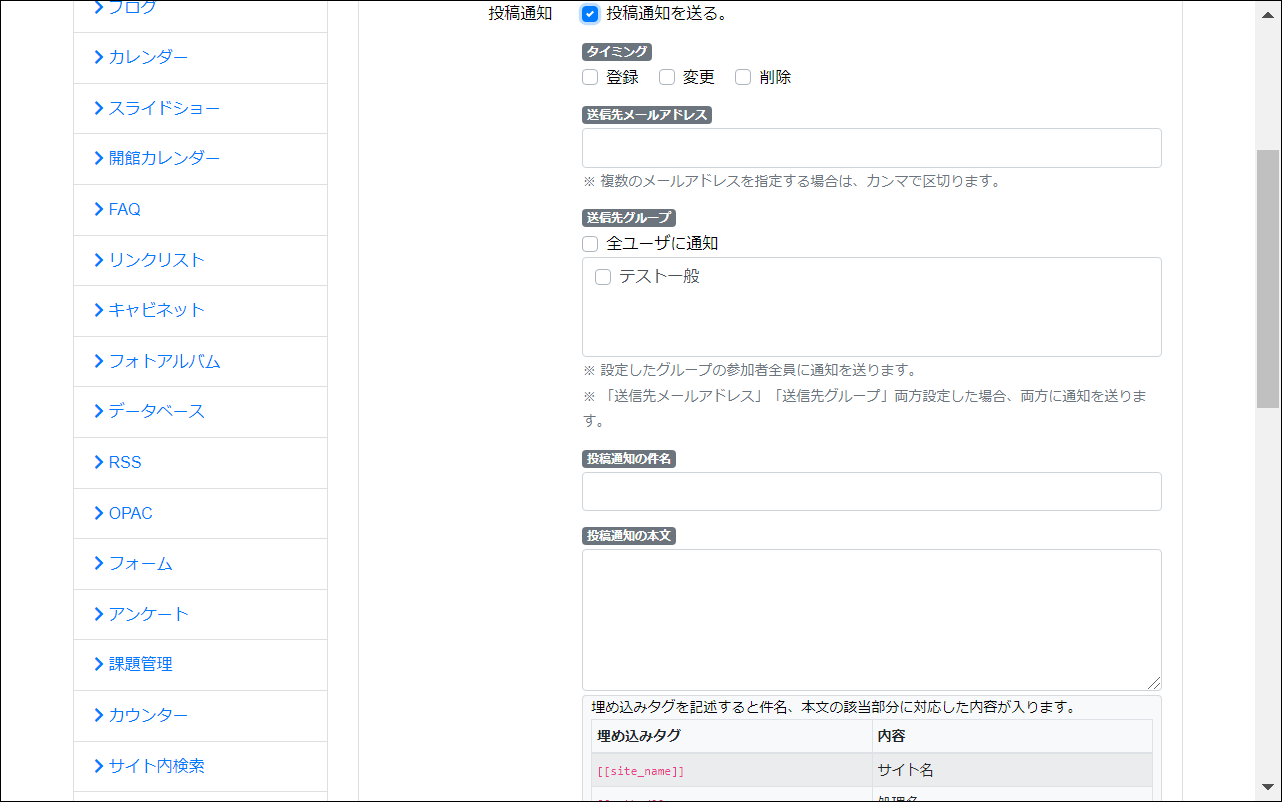 ブログ
カレンダー
スライドショー
開館カレンダー
FAQ
リンクリスト
キャビネット
フォトアルバム
データベース
RSS
OPAC
フォーム
アンケート
課題管理
カウンター
サイト内検索
投稿通知
投稿通知を送る。
タイミング
登録 変更 削除
送信先メールアドレス
※ 複数のメールアドレスを指定する場合は、カンマで区切ります。
送信先グループ
全ユーザに通知
テスト一般
※ 設定したグループの参加者全員に通知を送ります。
※ 「送信先メールアドレス」「送信先グループ」両方設定した場合、両方に通知を送りま
す。
投稿通知の件名
投稿通知の本文
埋め込みタグを記述すると件名、本文の該当部分に対応した内容が入ります。
埋め込みタグ 内容
[[site_name]] サイト名